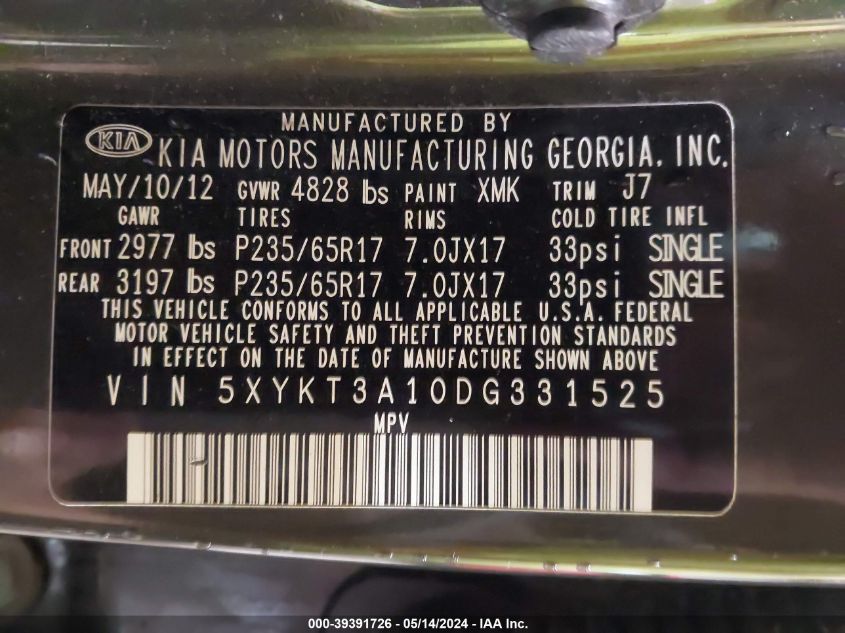 MANUFACTURED BY
KIA KIA MOTORS MANUFACTURING GEORGIA, INC.
MAY/10/12 GVWR 4828 lbs PAINT XMK TRIM J7
GAWR TIRES RIMS COLD TIRE INFL
FRONT 2977 lbs P235/65R17 7.0JX17 33psi SINGLE
REAR 3197 lbs P235/65R17 7.0JX17 33psi SINGLE
THIS VEHICLE CONFORMS TO ALL APPLICABLE U.S.A. FEDERAL
MOTOR VEHICLE SAFETY AND THEFT PREVENTION STANDARDS
IN EFFECT ON THE DATE OF MANUFACTURE SHOWN ABOVE
VIN 5XYKT3A10DG331525
MPV
000-39391726 - 05/14/2024 - IAA Inc.